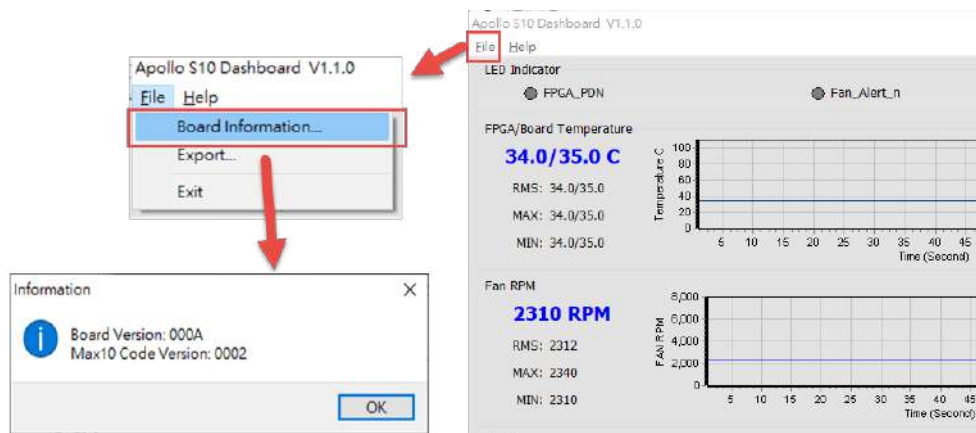 Apollo S10 Dashboard V1.1.0
File Help
Board Information...
Export...
Exit
Information
Board Version: 000A
Max10 Code Version: 0002
OK
Apollo S10 Dashboard V1.1.0
File Help
LED Indicator
FPGA_PDN Fan_Alert_n
FPGA/Board Temperature
34.0/35.0 C
RMS: 34.0/35.0
MAX: 34.0/35.0
MIN: 34.0/35.0
Temperature C
100
80
60
40
20
0
5 10 15 20 25 30 35 40 45
Time (Second)
Fan RPM
2310 RPM
RMS: 2312
MAX: 2340
MIN: 2310
FAN RPM
8,000
6,000
4,000
2,000
0
5 10 15 20 25 30 35 40 45
Time (Second)